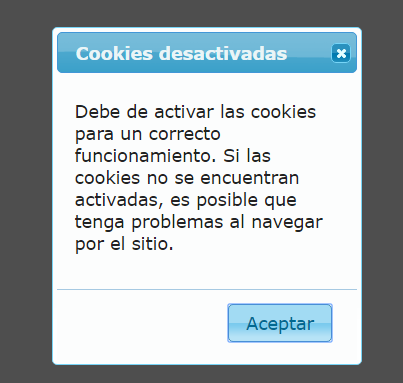 Cookies desactivadas
Debe de activar las cookies
para un correcto
funcionamiento. Si las
cookies no se encuentran
activadas, es posible que
tenga problemas al navegar
por el sitio.
Aceptar